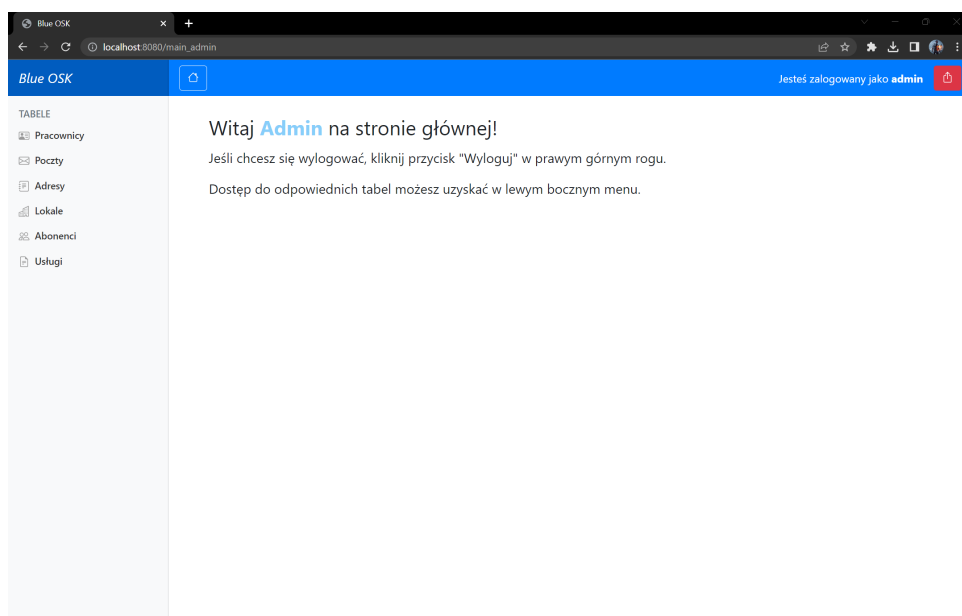 Blue OSK
localhost:8080/main_admin
Blue OSK
Jesteś zalogowany jako admin
TABELE
Pracownicy
Poczty
Adresy
Lokale
Abonenci
Usługi
Witaj Admin na stronie głównej!
Jeśli chcesz się wylogować, kliknij przycisk "Wyloguj" w prawym górnym rogu.
Dostęp do odpowiednich tabel możesz uzyskać w lewym bocznym menu.